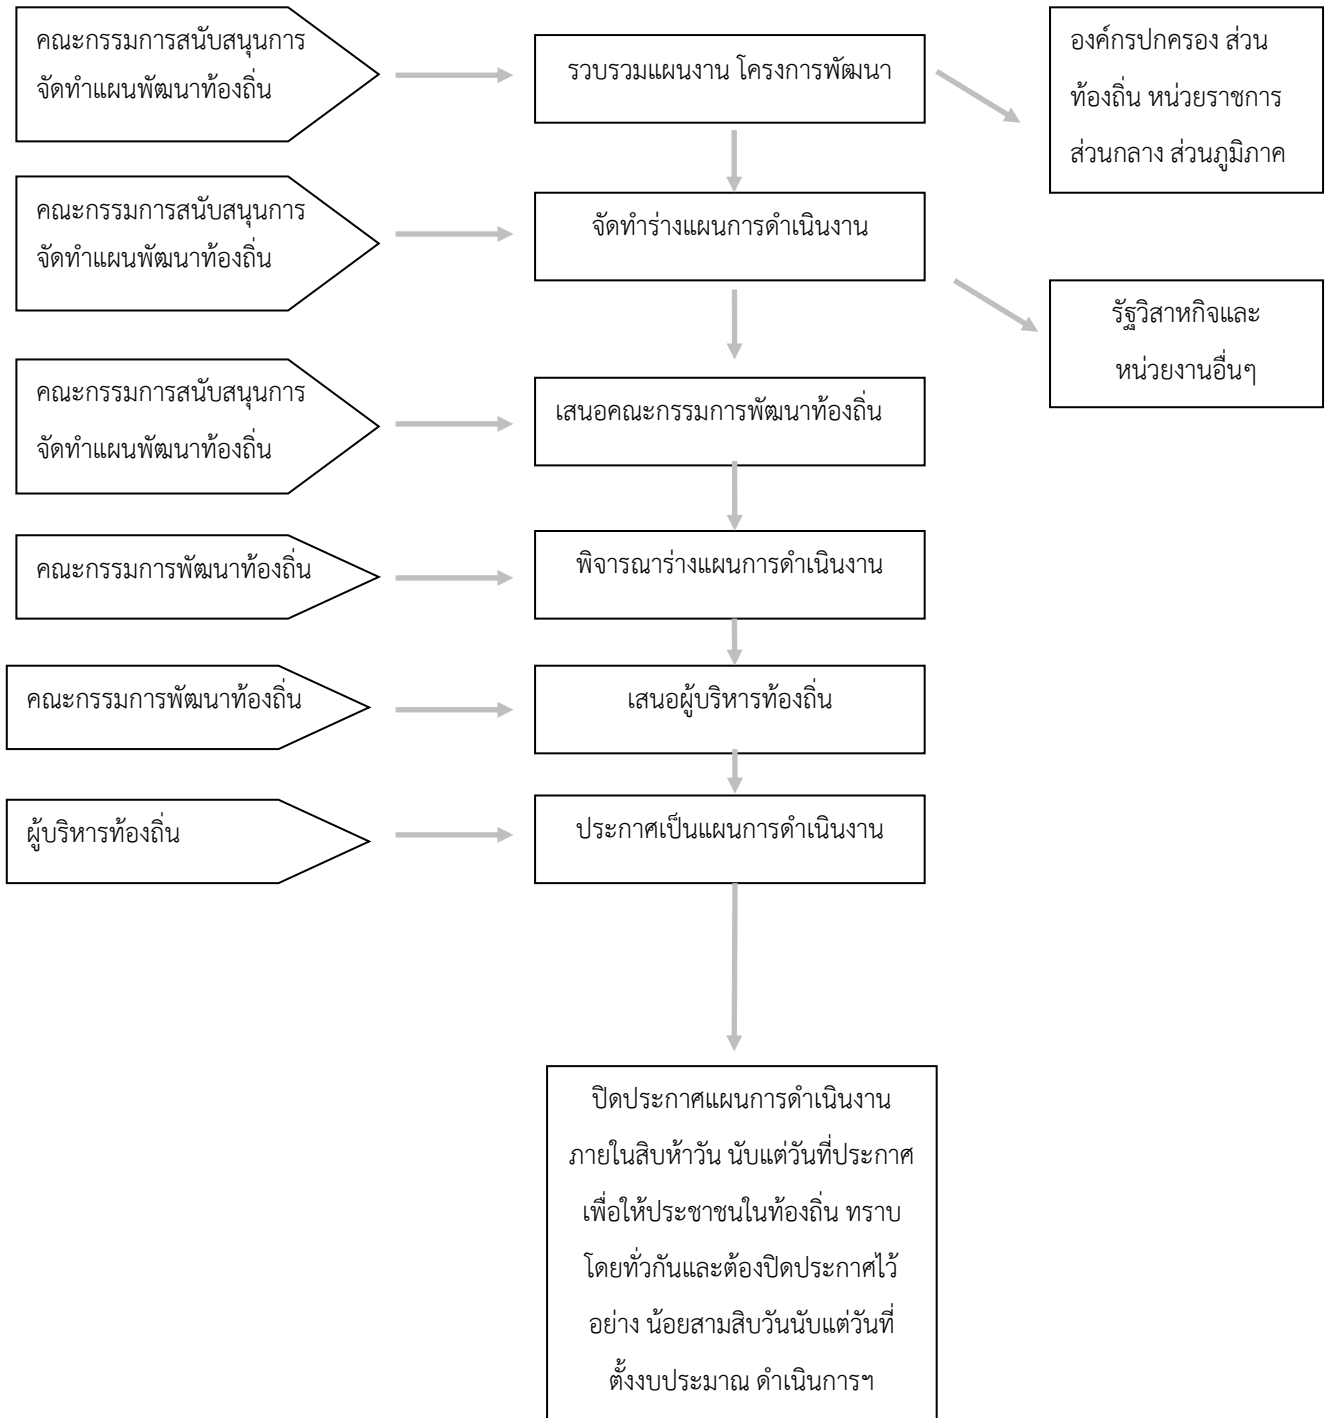 คณะกรรมการสนับสนุนการ
จัดทำแผนพัฒนาท้องถิ่น
รวบรวมแผนงาน โครงการพัฒนา
องค์กรปกครอง ส่วน
ท้องถิ่น หน่วยราชการ
ส่วนกลาง ส่วนภูมิภาค
คณะกรรมการสนับสนุนการ
จัดทำแผนพัฒนาท้องถิ่น
จัดทำร่างแผนการดำเนินงาน
รัฐวิสาหกิจและ
หน่วยงานอื่นๆ
คณะกรรมการสนับสนุนการ
จัดทำแผนพัฒนาท้องถิ่น
เสนอคณะกรรมการพัฒนาท้องถิ่น
คณะกรรมการพัฒนาท้องถิ่น
พิจารณาร่างแผนการดำเนินงาน
คณะกรรมการพัฒนาท้องถิ่น
เสนอผู้บริหารท้องถิ่น
ผู้บริหารท้องถิ่น
ประกาศเป็นแผนการดำเนินงาน
ปิดประกาศแผนการดำเนินงาน
ภายในสิบห้าวัน นับแต่วันที่ประกาศ
เพื่อให้ประชาชนในท้องถิ่น ทราบ
โดยทั่วกันและต้องปิดประกาศไว้
อย่าง น้อยสามสิบวันนับแต่วันที่
ตั้งงบประมาณ ดำเนินการฯ